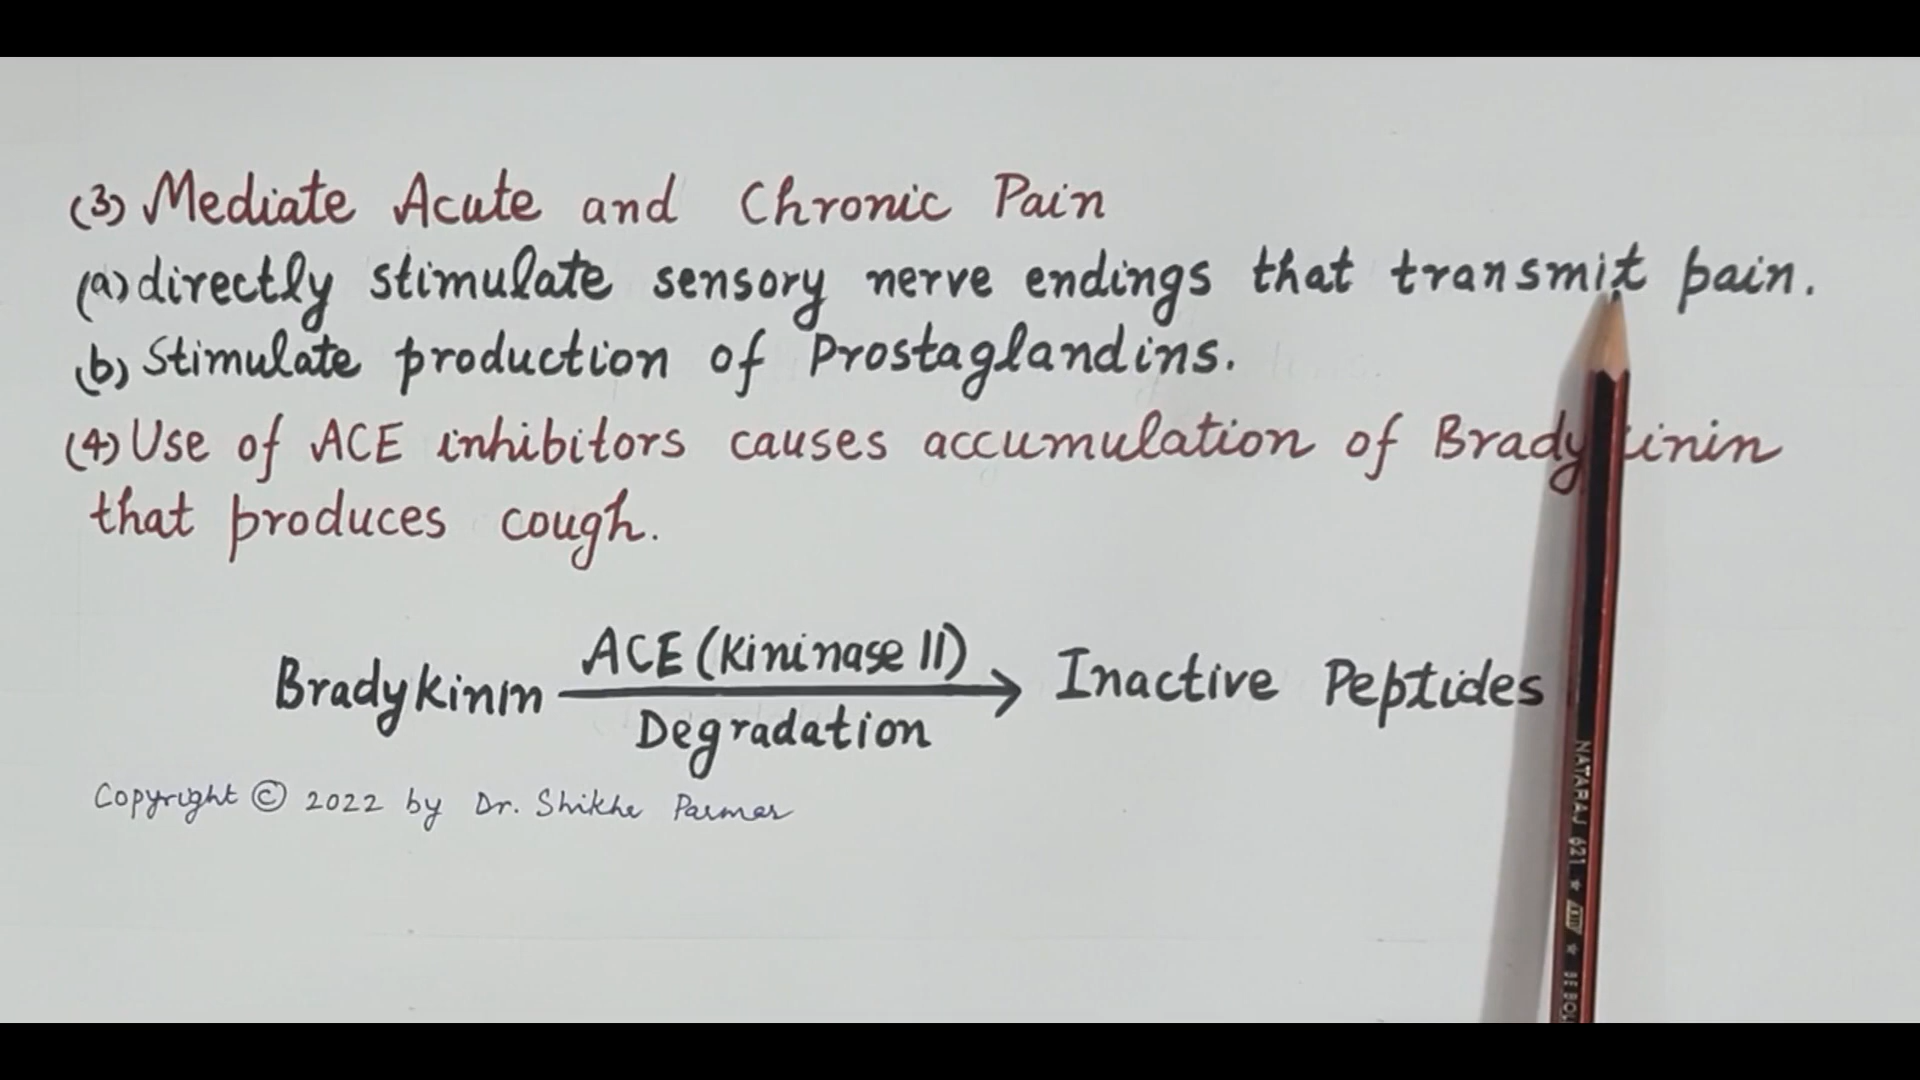 (3) Mediate Acute and Chronic Pain
(a) directly stimulate sensory nerve endings that transmit pain.
(b) Stimulate production of Prostaglandins.
(4) Use of ACE inhibitors causes accumulation of Bradykinin
that produces cough.
ACE (Kininase II)
Bradykinin → Inactive Peptides
Degradation
Copyright © 2022 by Dr. Shikha Parmar
NATARAJ 621 ★ ★